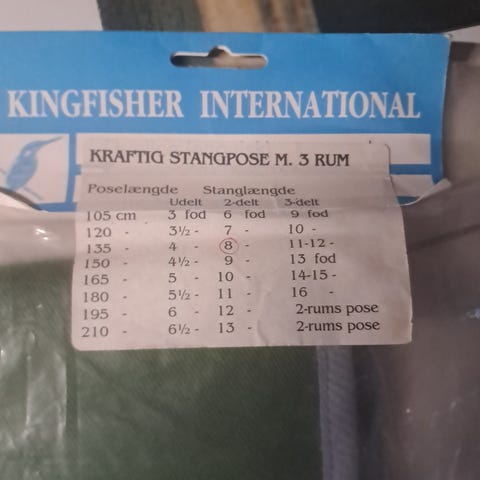 KINGFISHER INTERNATIONAL
KRAFTIG STANGPOSE M. 3 RUM
Poselængde Stanglængde
Udelt 2-delt 3-delt
105 cm 3 fod 6 fod 9 fod
120 - 3½ - 7 - 10 -
135 - 4 - 8 - 11-12 -
150 - 4½ - 9 - 13 fod
165 - 5 - 10 - 14-15 -
180 - 5½ - 11 - 16 -
195 - 6 - 12 - 2-rums pose
210 - 6½ - 13 - 2-rums pose